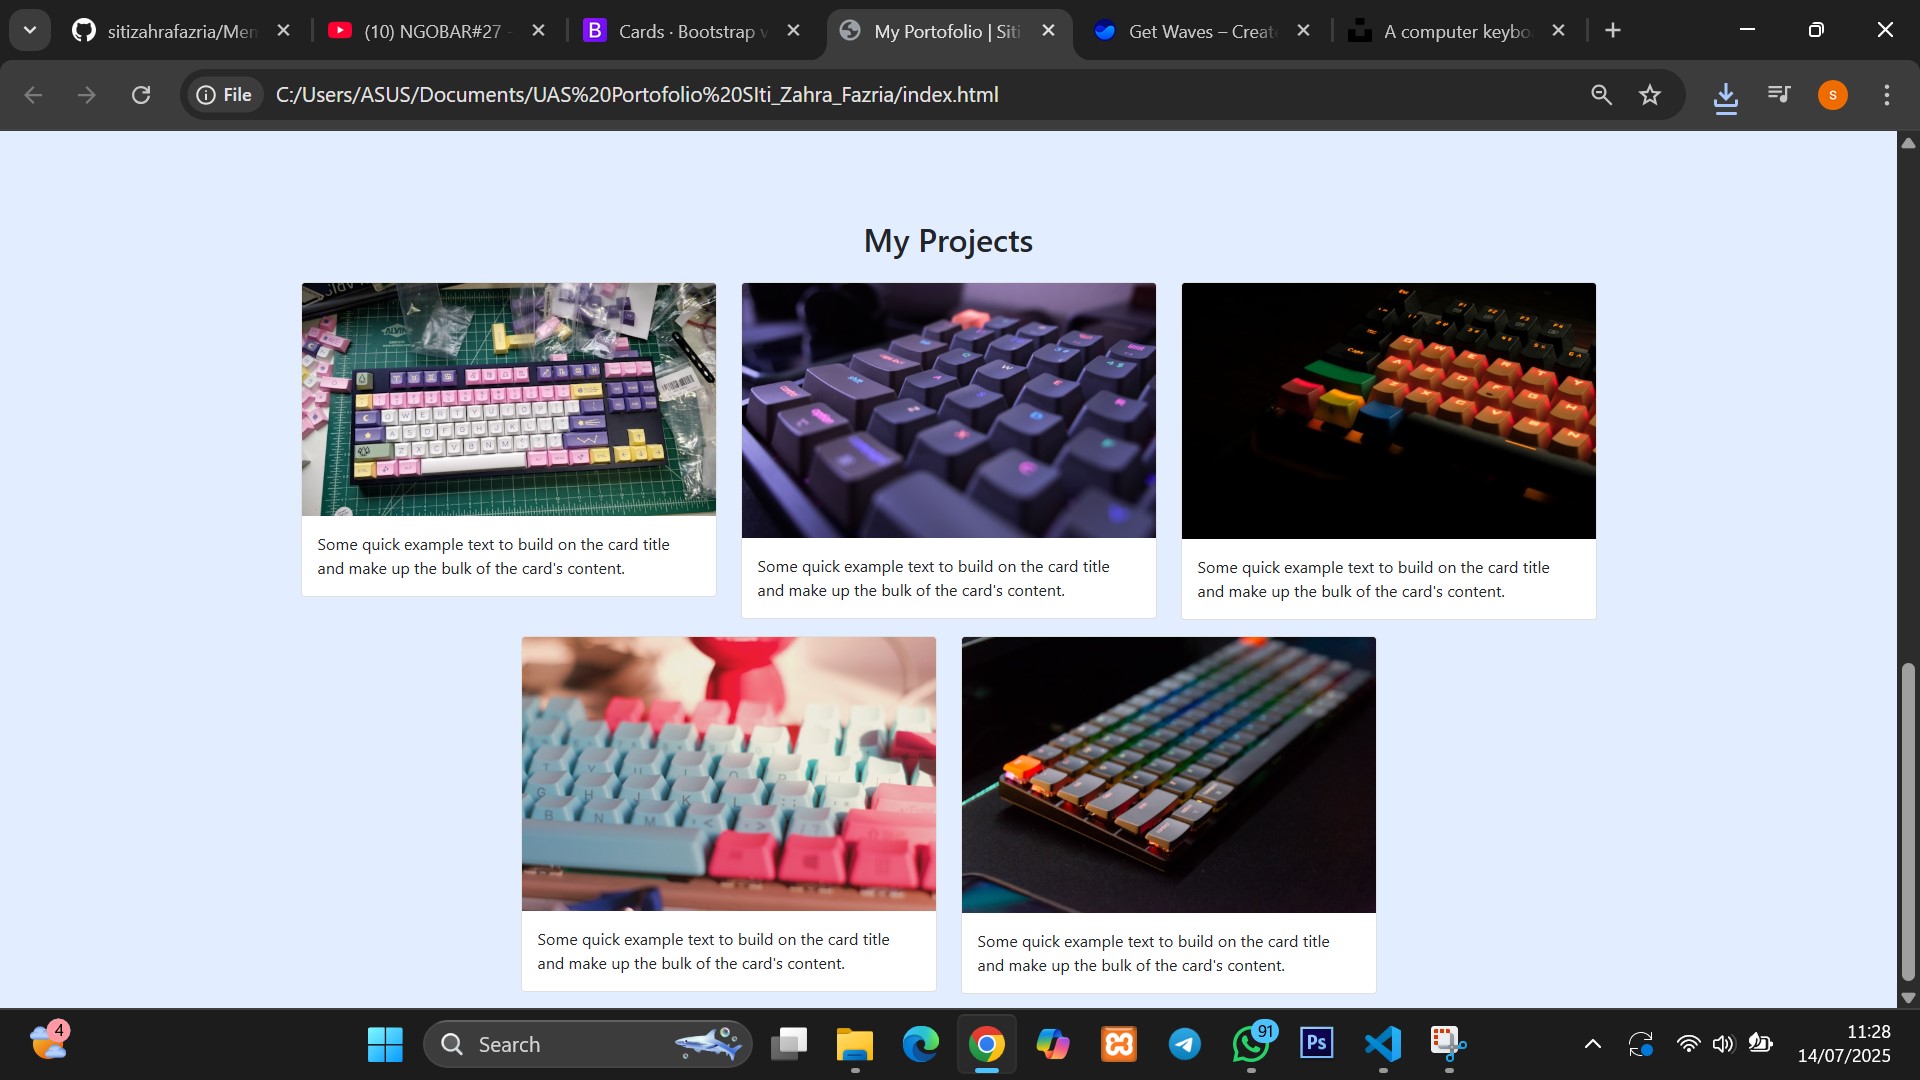 sitizahrafazria/Men
(10) NGOBAR#27 -
B
Cards · Bootstrap v
My Portofolio | Siti
Get Waves – Create
A computer keybo
File
C:/Users/ASUS/Documents/UAS%20Portofolio%20SIti_Zahra_Fazria/index.html
s
My Projects
Some quick example text to build on the card title
and make up the bulk of the card's content.
Some quick example text to build on the card title
and make up the bulk of the card's content.
Some quick example text to build on the card title
and make up the bulk of the card's content.
Some quick example text to build on the card title
and make up the bulk of the card's content.
Some quick example text to build on the card title
and make up the bulk of the card's content.
4
Search
91
Ps
11:28
14/07/2025